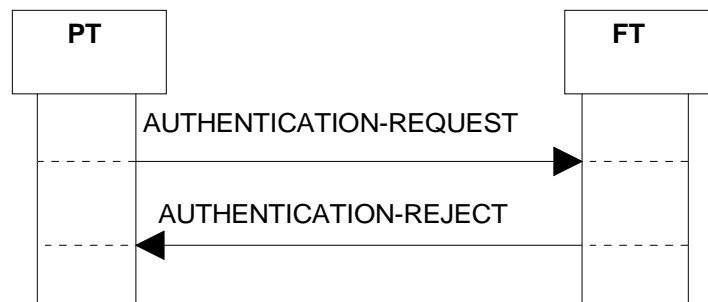 PT
FT
AUTHENTICATION-REQUEST
AUTHENTICATION-REJECT